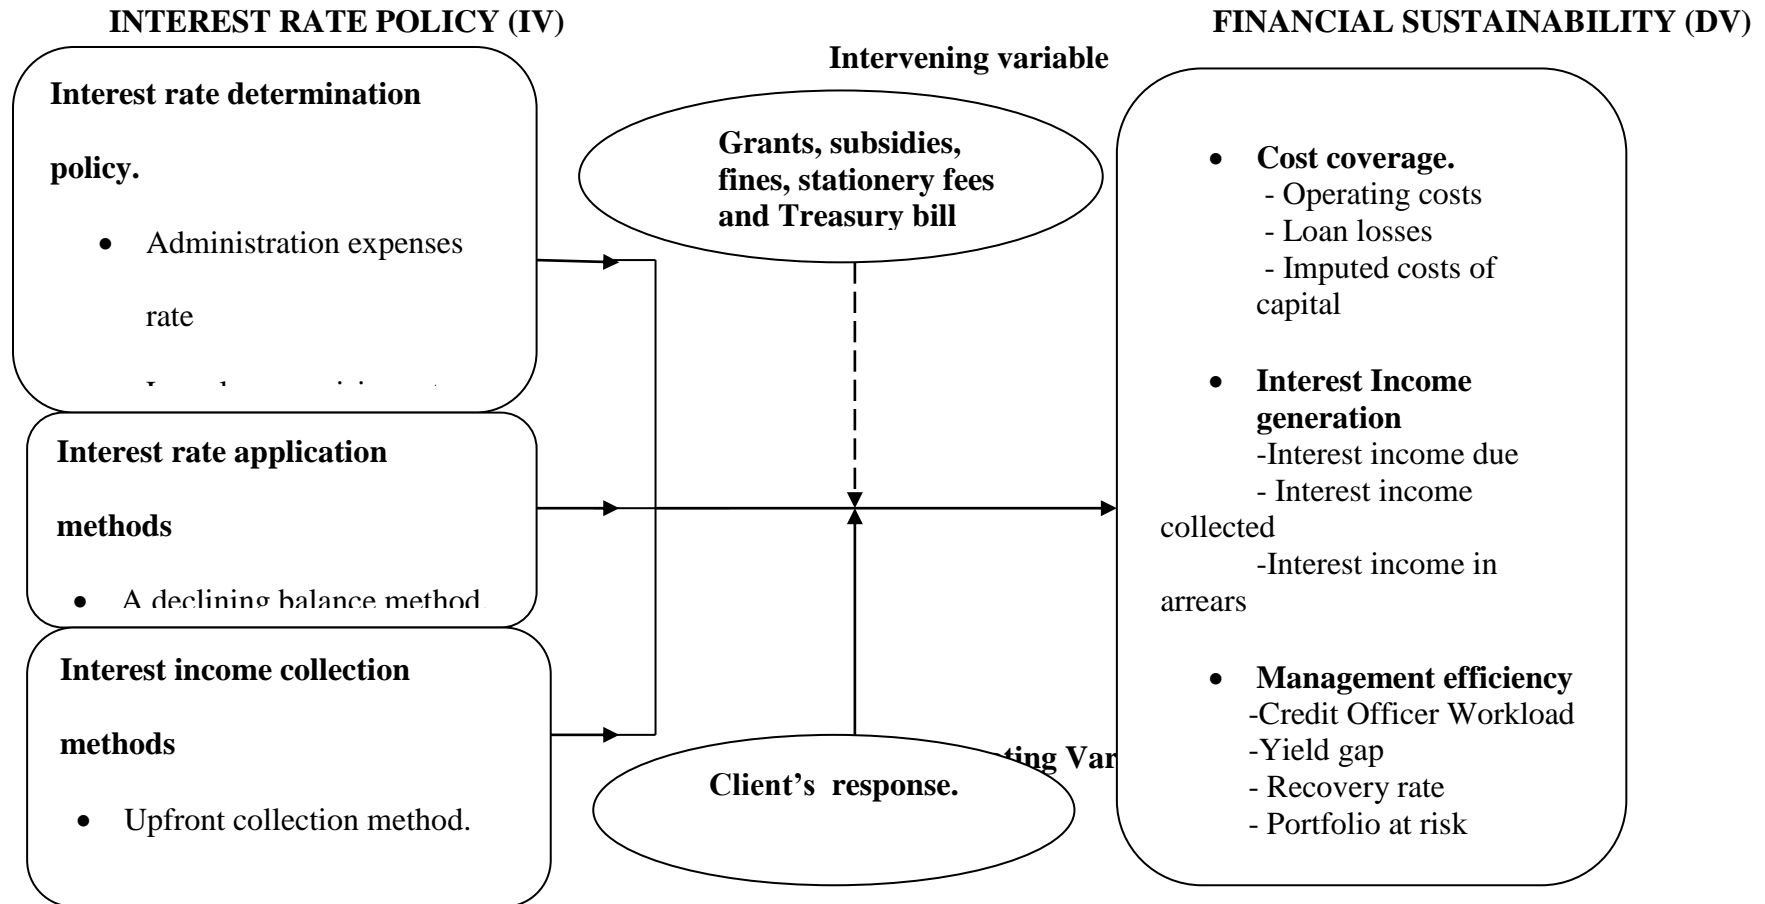 INTEREST RATE POLICY (IV)
FINANCIAL SUSTAINABILITY (DV)
Intervening variable
Interest rate determination
policy.
• Administration expenses
rate
Interest rate application
methods
• A declining balance method.
Interest income collection
methods
• Upfront collection method.
Grants, subsidies,
fines, stationery fees
and Treasury bill
Client’s response.
• Cost coverage.
- Operating costs
- Loan losses
- Imputed costs of
capital
• Interest Income
generation
-Interest income due
- Interest income
collected
-Interest income in
arrears
• Management efficiency
-Credit Officer Workload
-Yield gap
- Recovery rate
- Portfolio at risk